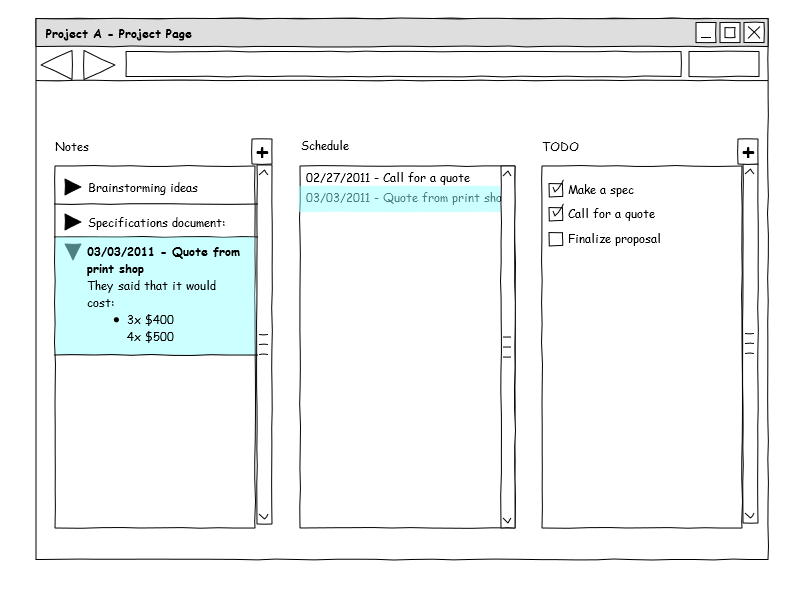 Project A - Project Page
Notes
Brainstorming ideas
Specifications document:
03/03/2011 - Quote from
print shop
They said that it would
cost:
• 3x $400
4x $500
Schedule
02/27/2011 - Call for a quote
03/03/2011 - Quote from print sho
TODO
Make a spec
Call for a quote
Finalize proposal